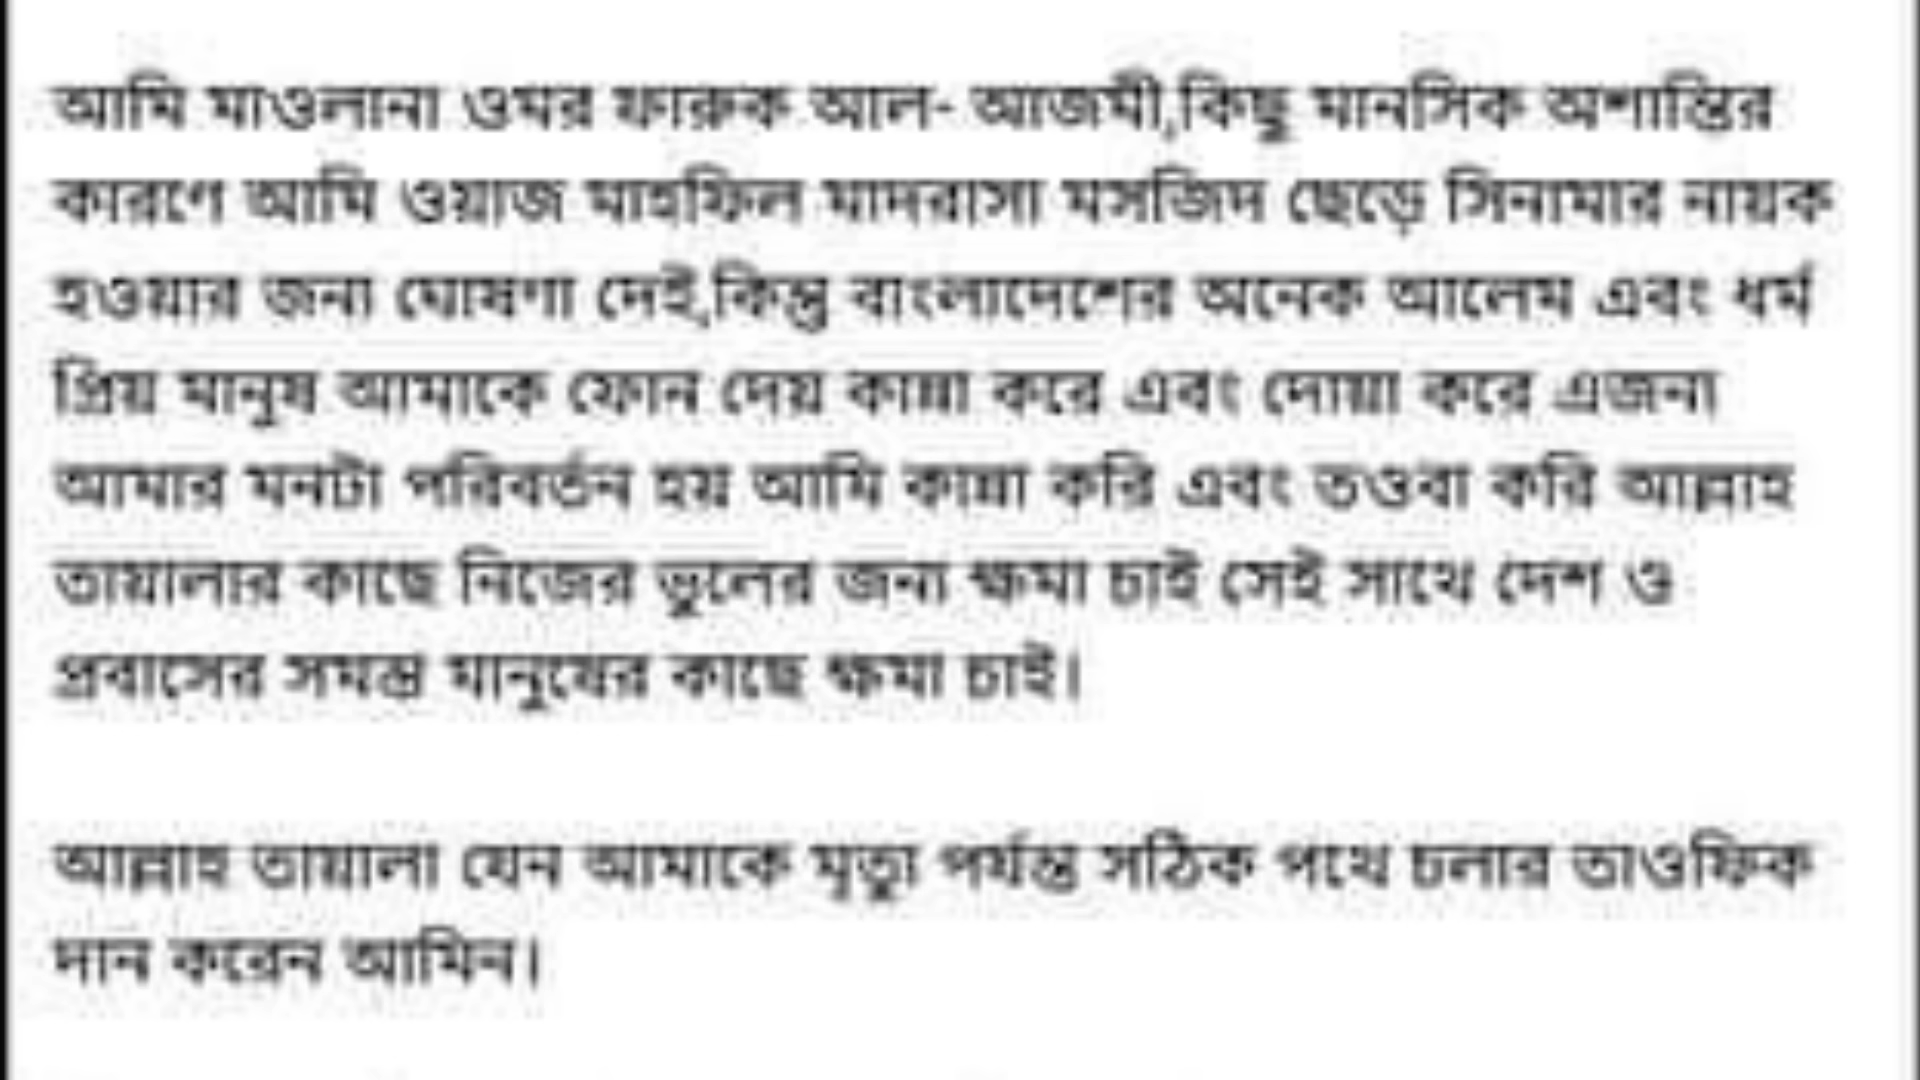 আমি মাওলানা ওমর ফারুক আল- আজমী,কিছু মানসিক অশান্তির
কারণে আমি ওয়াজ মাহফিল মাদরাসা মসজিদ ছেড়ে সিনামার নায়ক
হওয়ার জন্য ঘোষণা দেই,কিন্তু বাংলাদেশের অনেক আলেম এবং ধর্ম
প্রিয় মানুষ আমাকে ফোন দেয় কান্না করে এবং দোয়া করে এজন্য
আমার মনটা পরিবর্তন হয় আমি কান্না করি এবং তওবা করি আল্লাহ
তায়ালার কাছে নিজের ভুলের জন্য ক্ষমা চাই সেই সাথে দেশ ও
প্রবাসের সমস্ত মানুষের কাছে ক্ষমা চাই।
আল্লাহ তায়ালা যেন আমাকে মৃত্যু পর্যন্ত সঠিক পথে চলার তাওফিক
দান করেন আমিন।